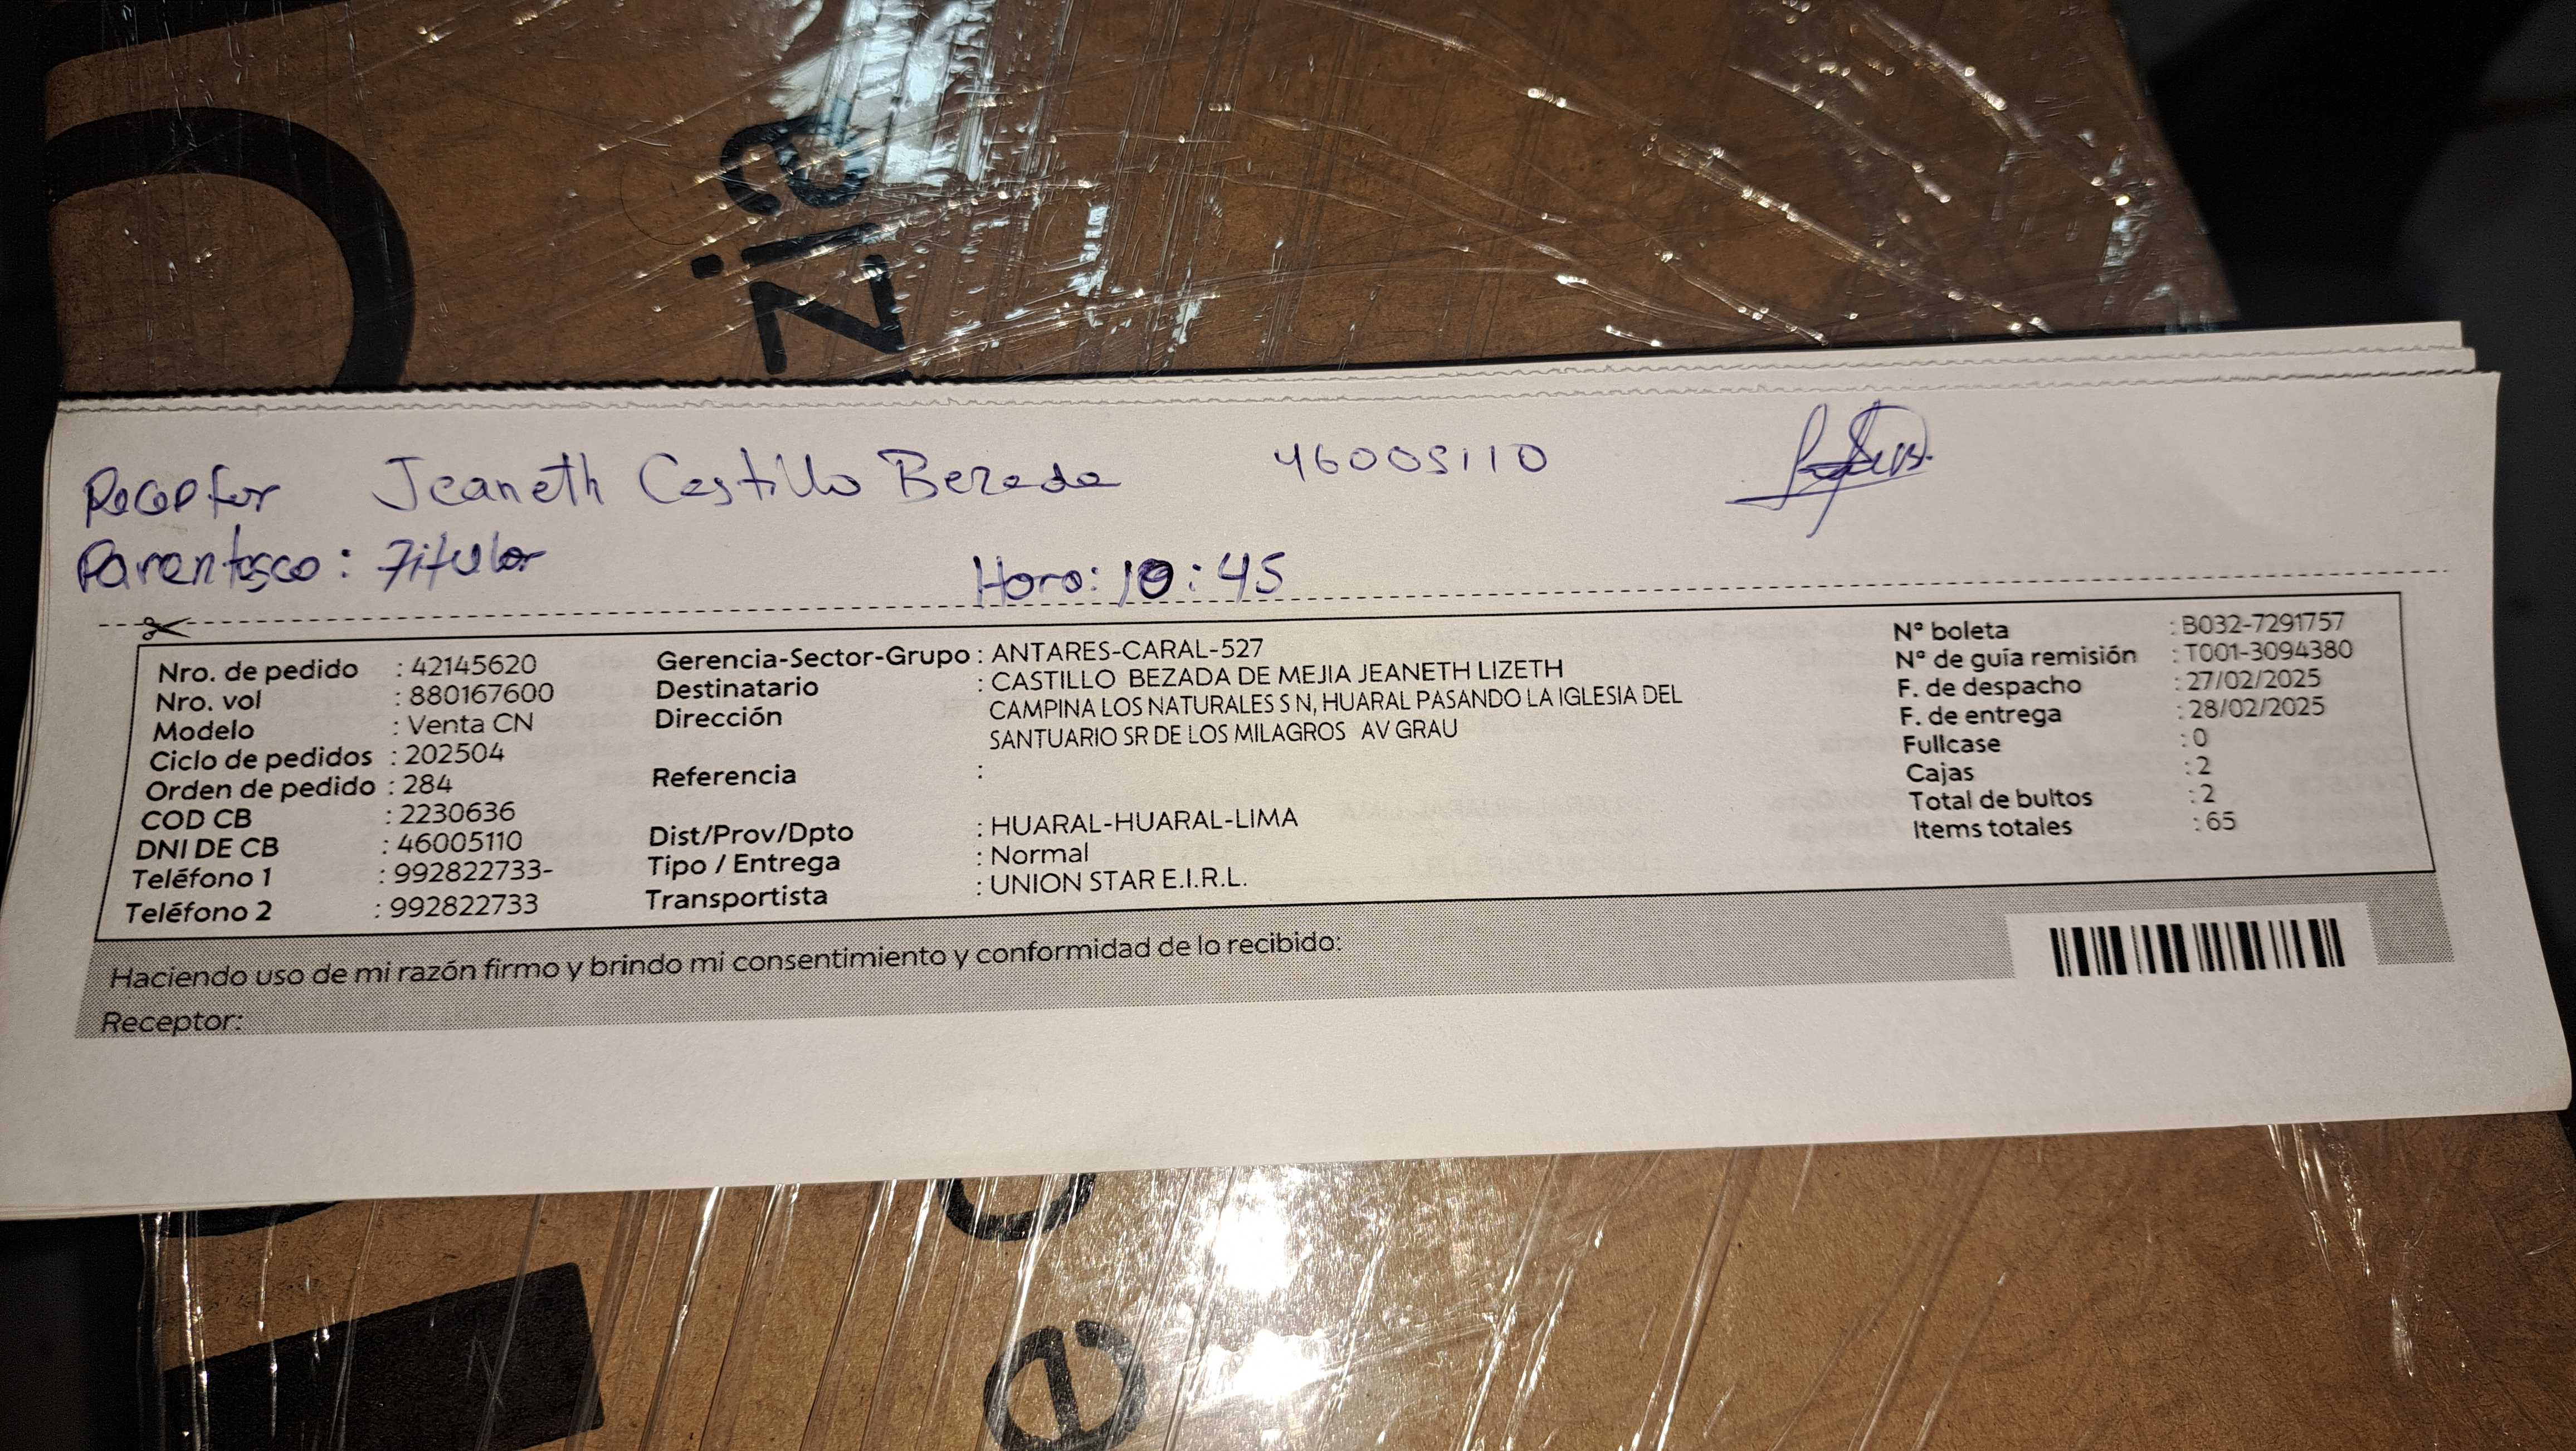 Receptor Jeaneth Castillo Bezada 46005110
Parentesco: Titular
Hora: 10:45
Nro. de pedido : 42145620
Nro. vol : 880167600
Modelo : Venta CN
Ciclo de pedidos : 202504
Orden de pedido : 284
COD CB : 2230636
DNI DE CB : 46005110
Teléfono 1 : 992822733-
Teléfono 2 : 992822733
Gerencia-Sector-Grupo : ANTARES-CARAL-527
Destinatario : CASTILLO BEZADA DE MEJIA JEANETH LIZETH
Dirección CAMPINA LOS NATURALES S N, HUARAL PASANDO LA IGLESIA DEL
SANTUARIO SR DE LOS MILAGROS AV GRAU
Referencia :
Dist/Prov/Dpto : HUARAL-HUARAL-LIMA
Tipo / Entrega : Normal
Transportista : UNION STAR E.I.R.L.
N° boleta : B032-7291757
N° de guía remisión : T001-3094380
F. de despacho : 27/02/2025
F. de entrega : 28/02/2025
Fullcase : 0
Cajas : 2
Total de bultos : 2
Items totales : 65
Haciendo uso de mi razón firmo y brindo mi consentimiento y conformidad de lo recibido:
Receptor: